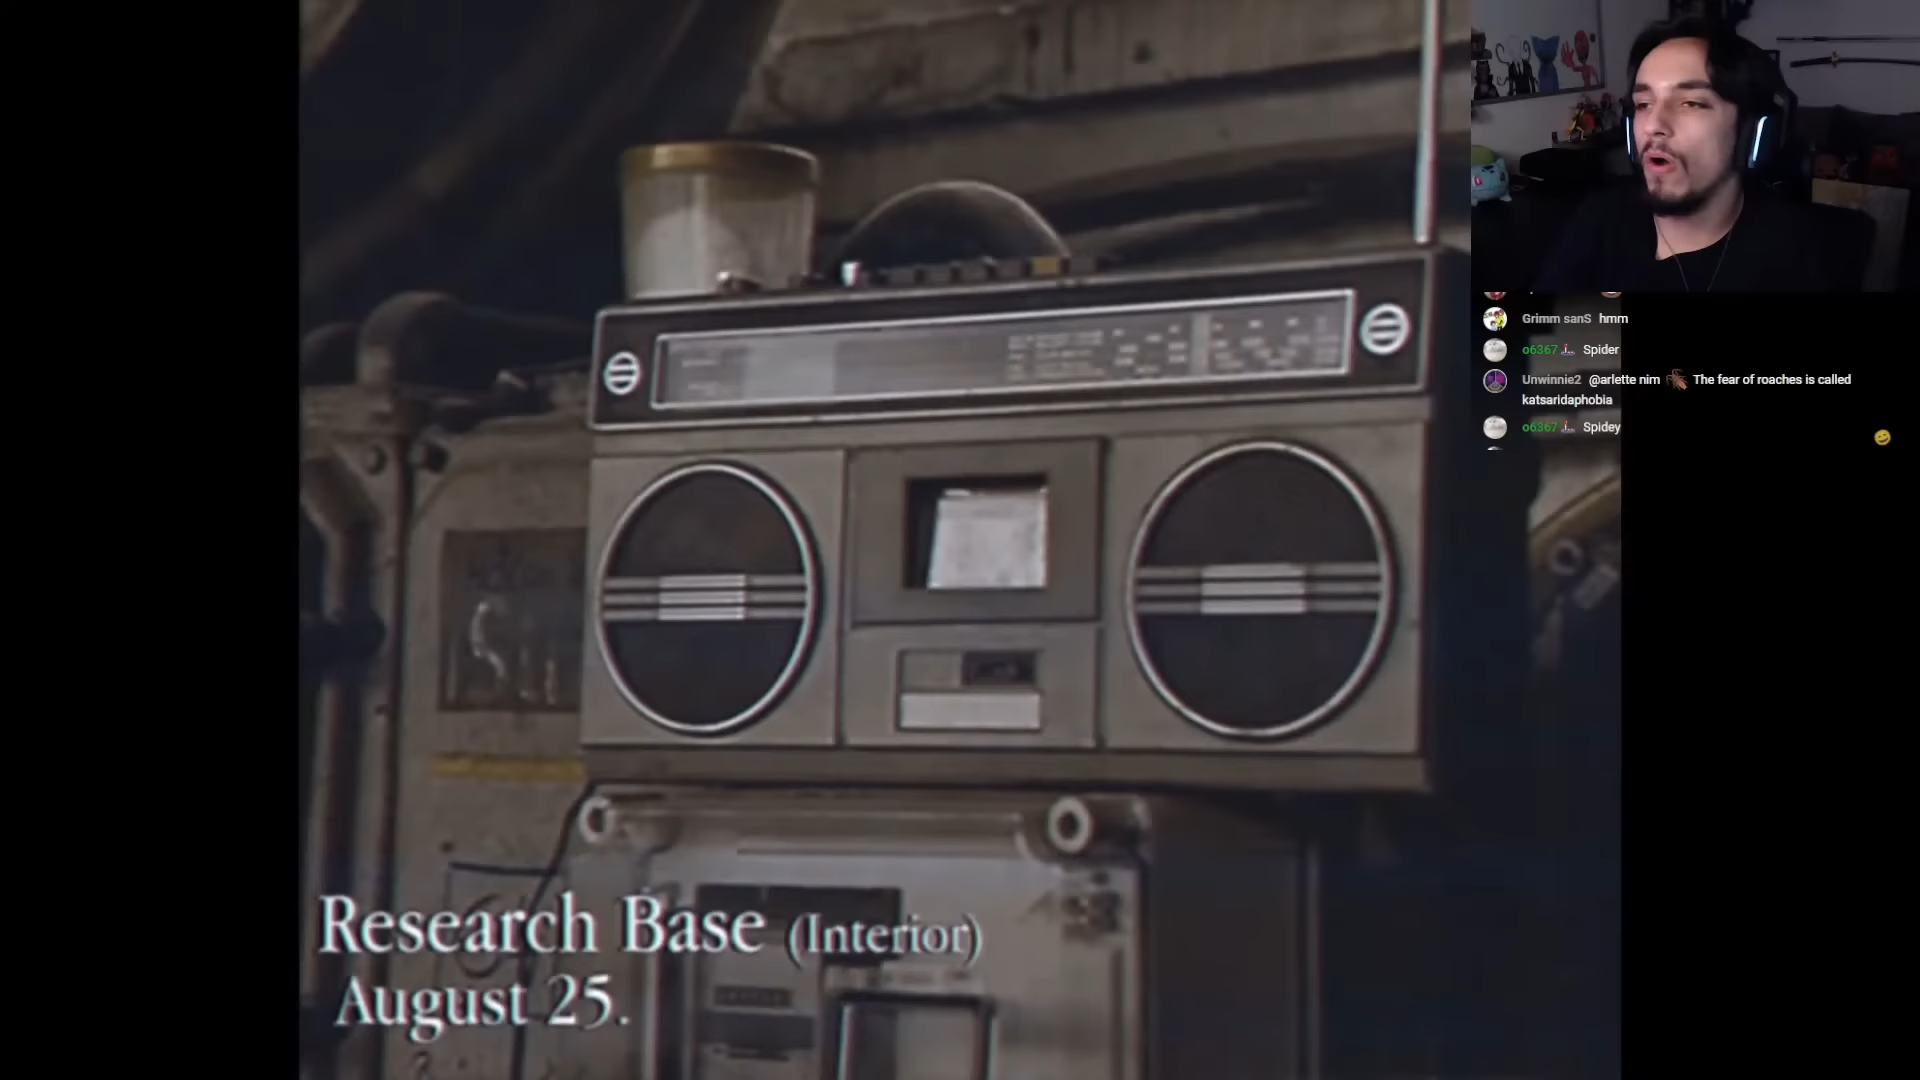 Grimm sanS hmm
o6367 Spider
Unwinnie2 @arlette nim The fear of roaches is called
katsaridaphobia
o6367 Spidey
Research Base (Interior)
August 25.